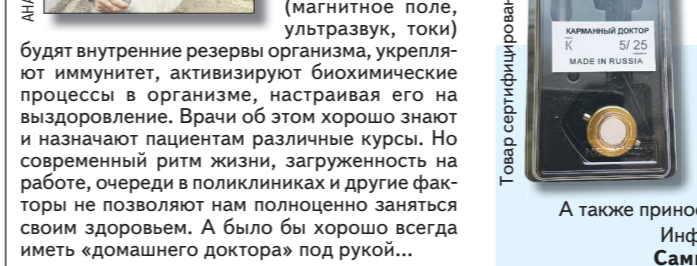 (магнитное поле,
ультразвук, токи)
будят внутренние резервы организма, укрепля-
ют иммунитет, активизируют биохимические
процессы в организме, настраивая его на
выздоровление. Врачи об этом хорошо знают
и назначают пациентам различные курсы. Но
современный ритм жизни, загруженность на
работе, очереди в поликлиниках и другие фак-
торы не позволяют нам полноценно заняться
своим здоровьем. А было бы хорошо всегда
иметь «домашнего доктора» под рукой...
АНА
Товар сертифицирован
КАРМАННЫЙ ДОКТОР
К 5/25
MADE IN RUSSIA
А также принос
Инф
Сами